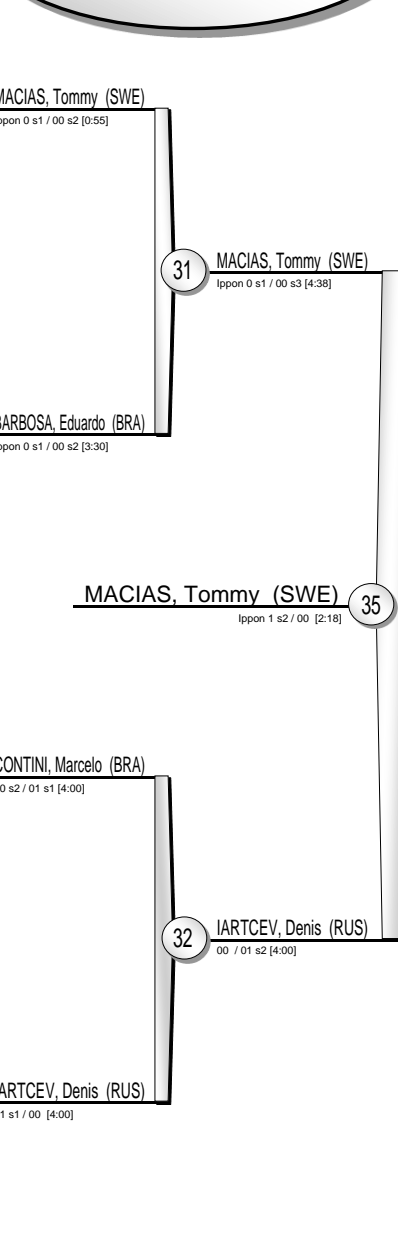 MACIAS, Tommy (SWE)
ppon 0 s1 / 00 s2 [0:55]
31
MACIAS, Tommy (SWE)
Ippon 0 s1 / 00 s3 [4:38]
BARBOSA, Eduardo (BRA)
ppon 0 s1 / 00 s2 [3:30]
MACIAS, Tommy (SWE)
Ippon 1 s2 / 00 [2:18]
35
CONTINI, Marcelo (BRA)
0 s2 / 01 s1 [4:00]
32
IARTCEV, Denis (RUS)
00 / 01 s2 [4:00]
ARTCEV, Denis (RUS)
1 s1 / 00 [4:00]